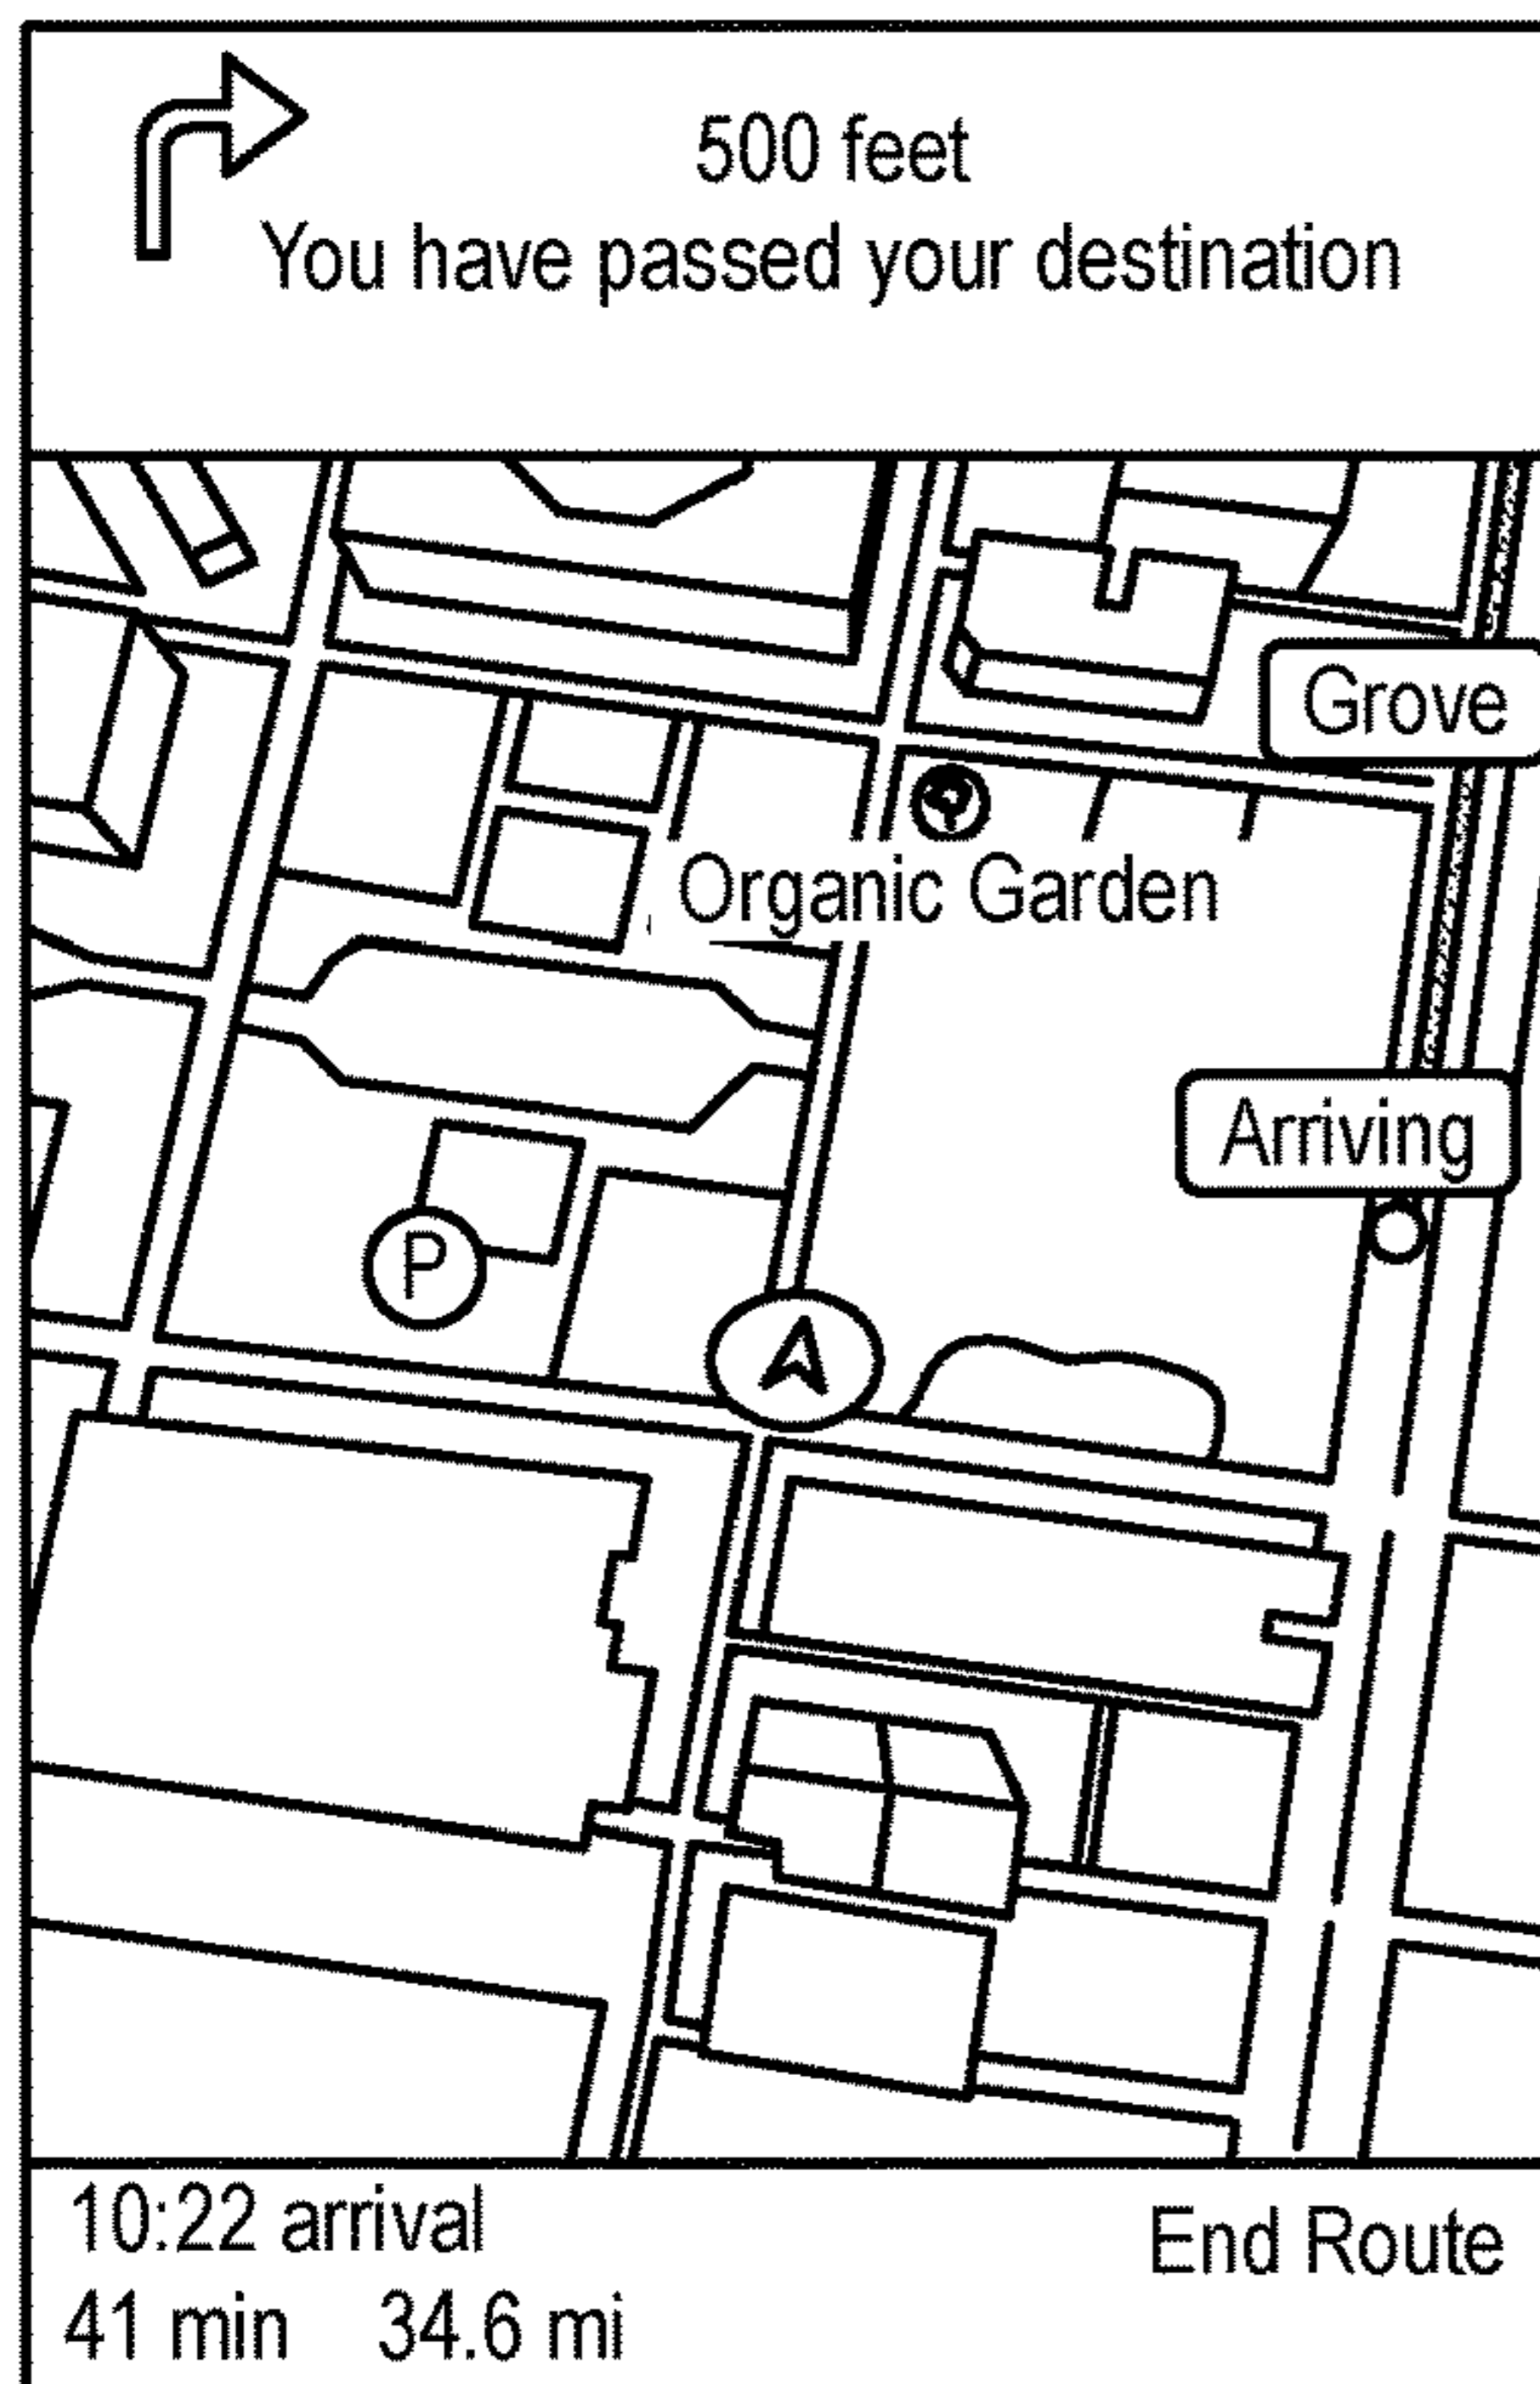 500 feet
You have passed your destination
Grove
Organic Garden
Arriving
P
10:22 arrival
End Route
41 min 34.6 mi